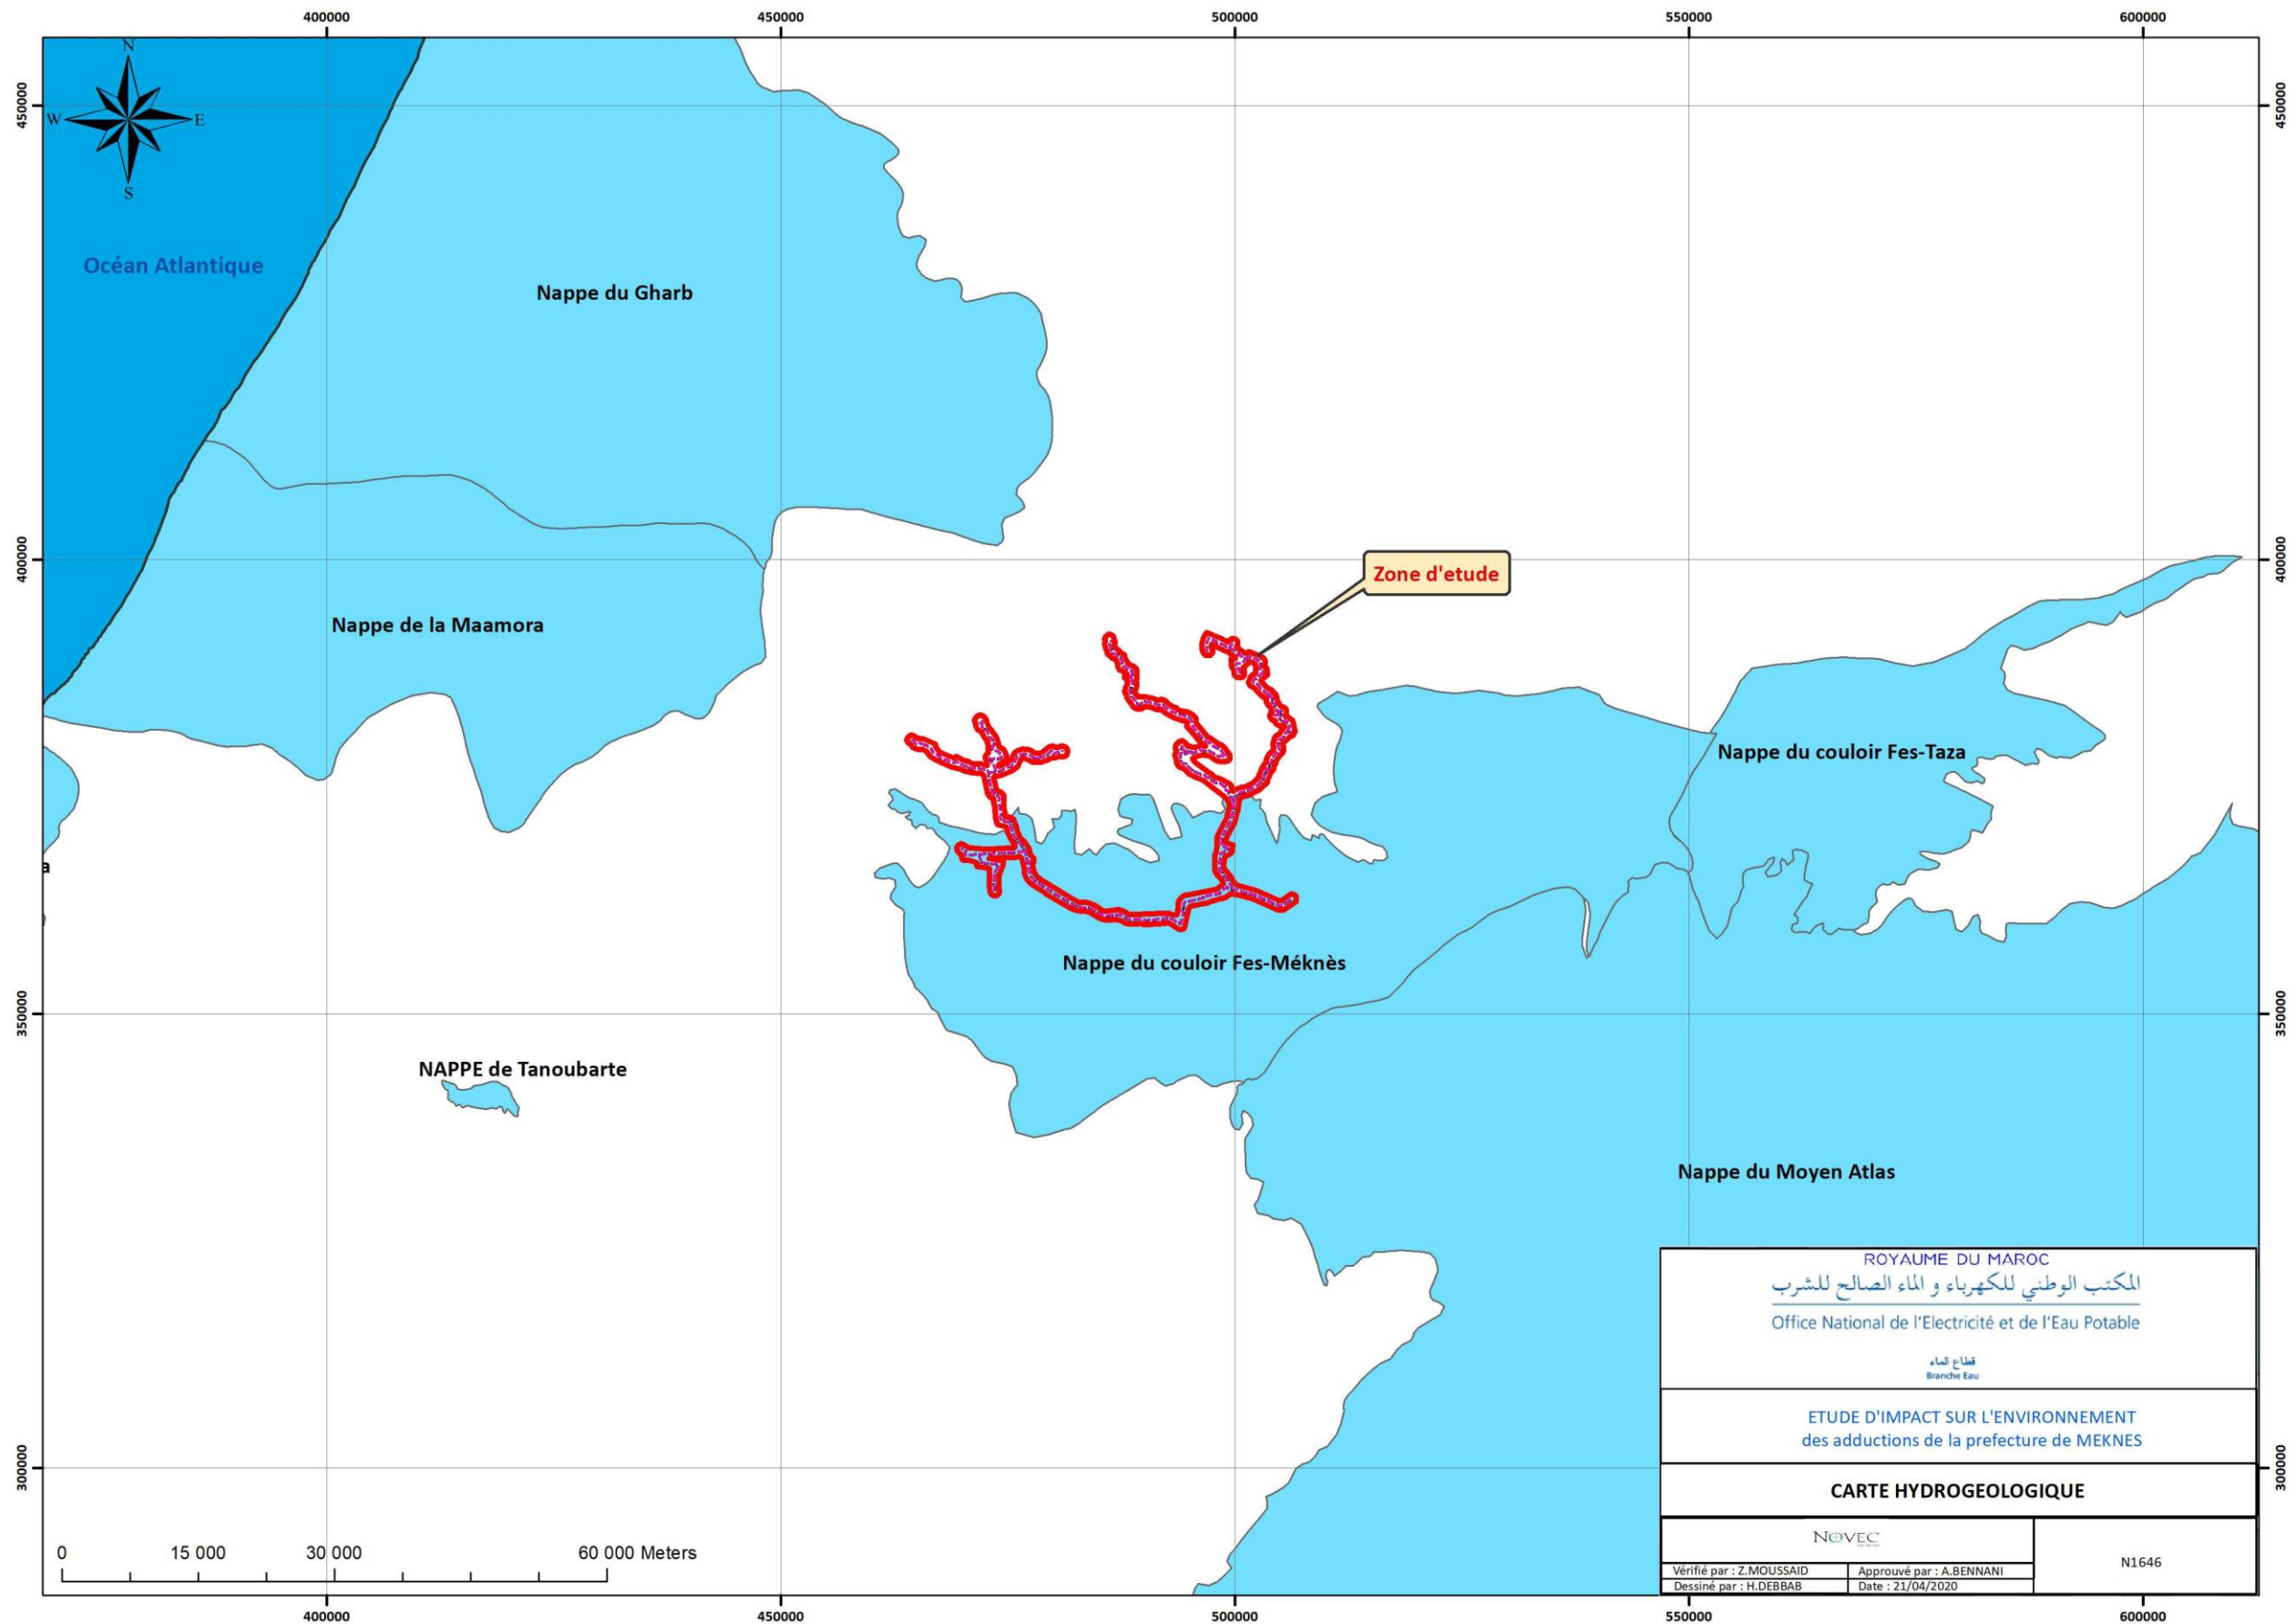 400000
450000
500000
550000
600000
450000
450000
N
W
E
S
Océan Atlantique
Nappe du Gharb
400000
400000
Zone d'etude
Nappe de la Maamora
Nappe du couloir Fes-Taza
a
Nappe du couloir Fes-Méknès
350000
350000
NAPPE de Tanoubarte
Nappe du Moyen Atlas
ROYAUME DU MAROC
المكتب الوطني للكهرباء و الماء الصالح للشرب
Office National de l'Electricité et de l'Eau Potable
قطاع الماء
Branche Eau
ETUDE D'IMPACT SUR L'ENVIRONNEMENT
des adductions de la prefecture de MEKNES
300000
300000
CARTE HYDROGEOLOGIQUE
NOVEC
N1646
Vérifié par : Z.MOUSSAID
Approuvé par : A.BENNANI
Dessiné par : H.DEBBAB
Date : 21/04/2020
0 15 000 30 000 60 000 Meters
400000
450000
500000
550000
600000